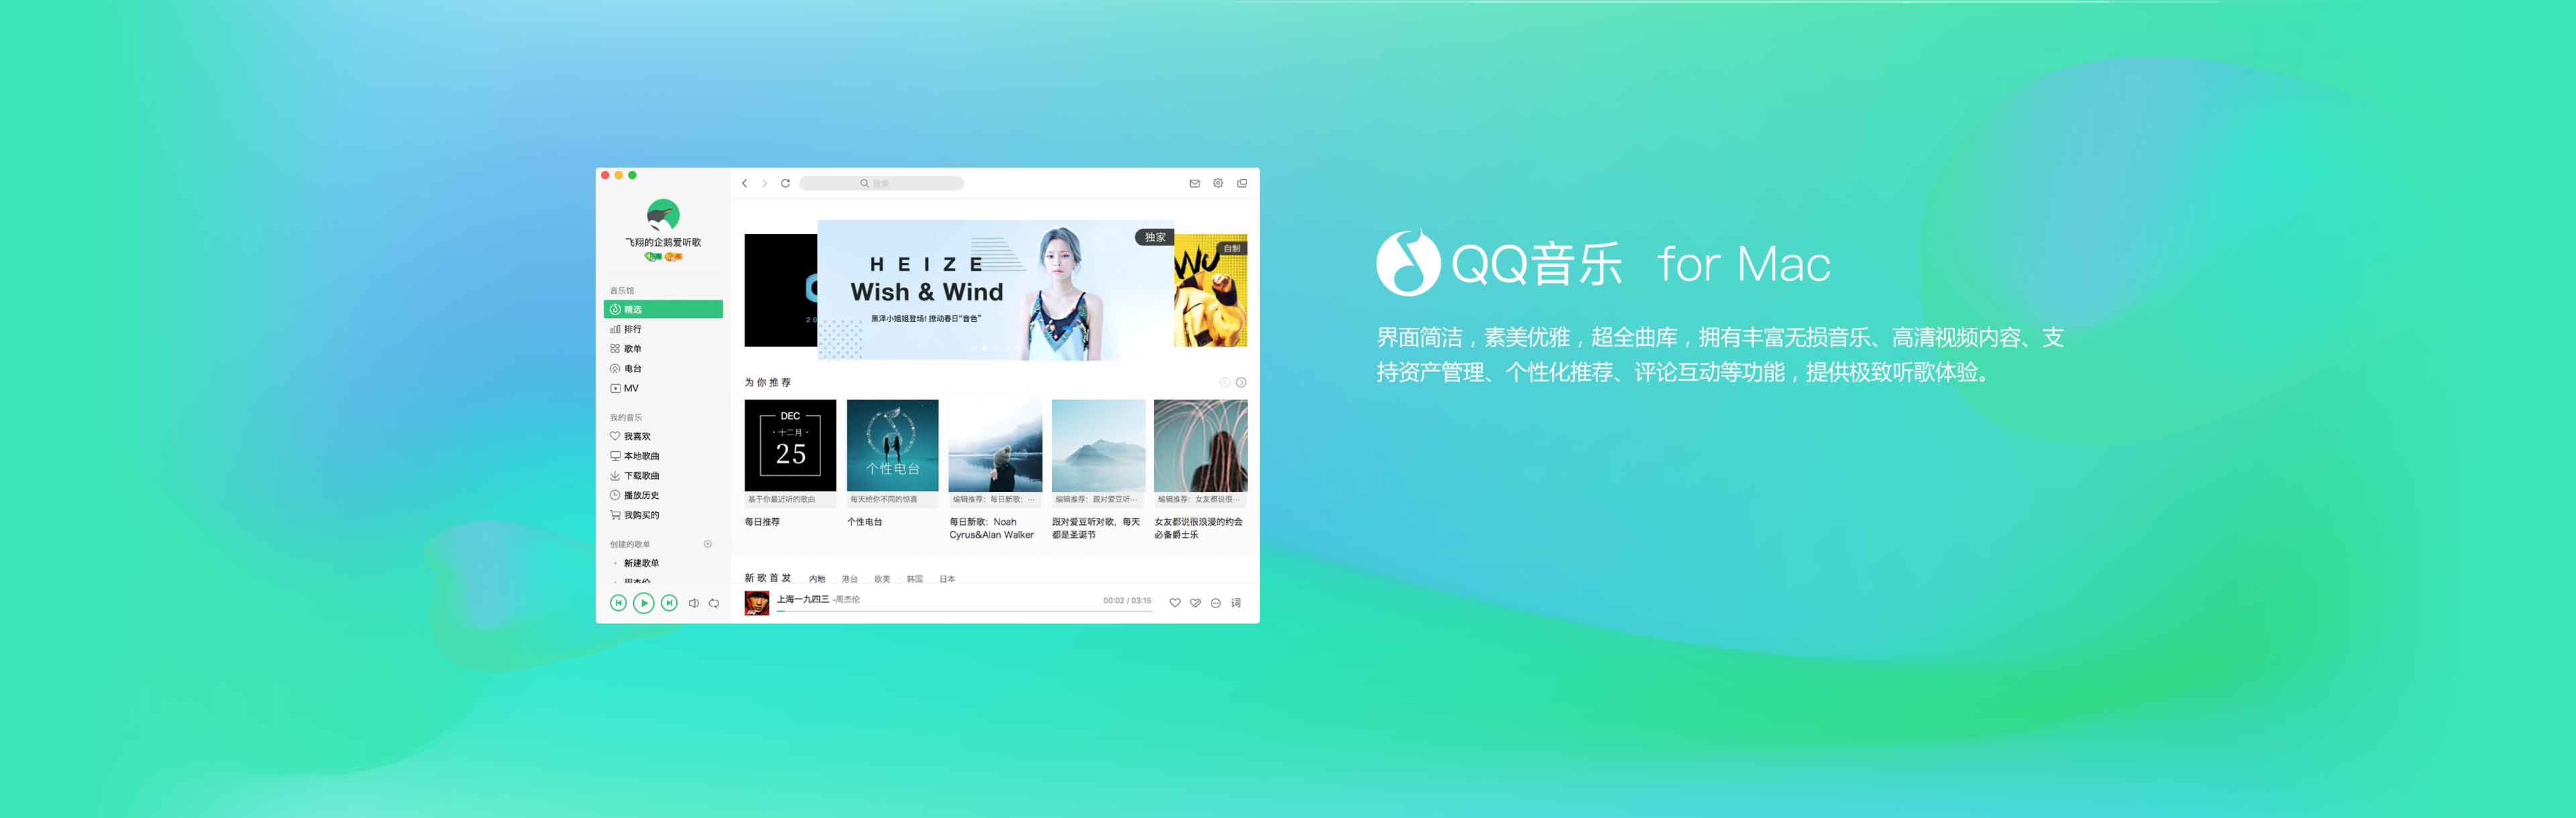 搜索
飞翔的企鹅爱听歌
音乐馆
精选
排行
歌单
电台
MV
我的音乐
我喜欢
本地歌曲
下载歌曲
播放历史
我购买的
创建的歌单
新建歌单
周杰伦
HEIZE
Wish & Wind
黑泽小姐姐登场! 撩动春日“音色”
独家
自制
为你推荐
DEC
十二月
25
个性电台
基于你最近听的歌曲
每天给你不同的惊喜
编辑推荐：每日新歌：…
编辑推荐：跟对爱豆听…
编辑推荐：女友都说很…
每日推荐
个性电台
每日新歌：Noah
Cyrus&Alan Walker
跟对爱豆听对歌，每天
都是圣诞节
女友都说很浪漫的约会
必备爵士乐
新歌首发 内地 港台 欧美 韩国 日本
上海一九四三 -周杰伦
00:02 / 03:15
词
QQ音乐 for Mac
界面简洁，素美优雅，超全曲库，拥有丰富无损音乐、高清视频内容、支
持资产管理、个性化推荐、评论互动等功能，提供极致听歌体验。